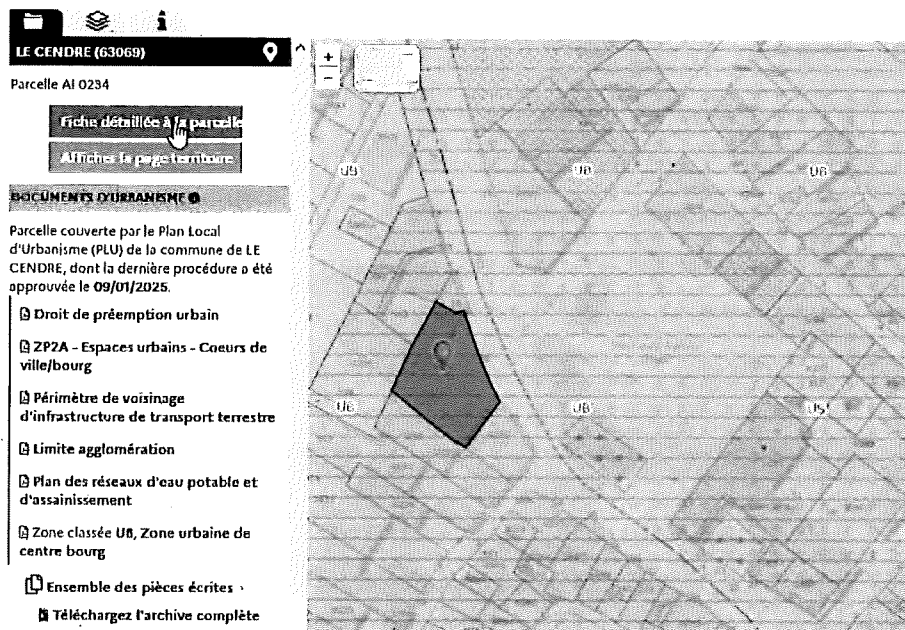 LE CENDRE (63069)
Parcelle AI 0234
Fiche détaillée à la parcelle
Afficher la page territoire
DOCUMENTS D'URBANISME
Parcelle couverte par le Plan Local
d'Urbanisme (PLU) de la commune de LE
CENDRE, dont la dernière procédure a été
approuvée le 09/01/2025.
Droit de préemption urbain
ZP2A - Espaces urbains - Coeurs de
ville/bourg
Périmètre de voisinage
d'infrastructure de transport terrestre
Limite agglomération
Plan des réseaux d'eau potable et
d'assainissement
Zone classée UB, Zone urbaine de
centre bourg
Ensemble des pièces écrites
Téléchargez l'archive complète
+
−
UB
UB
UB